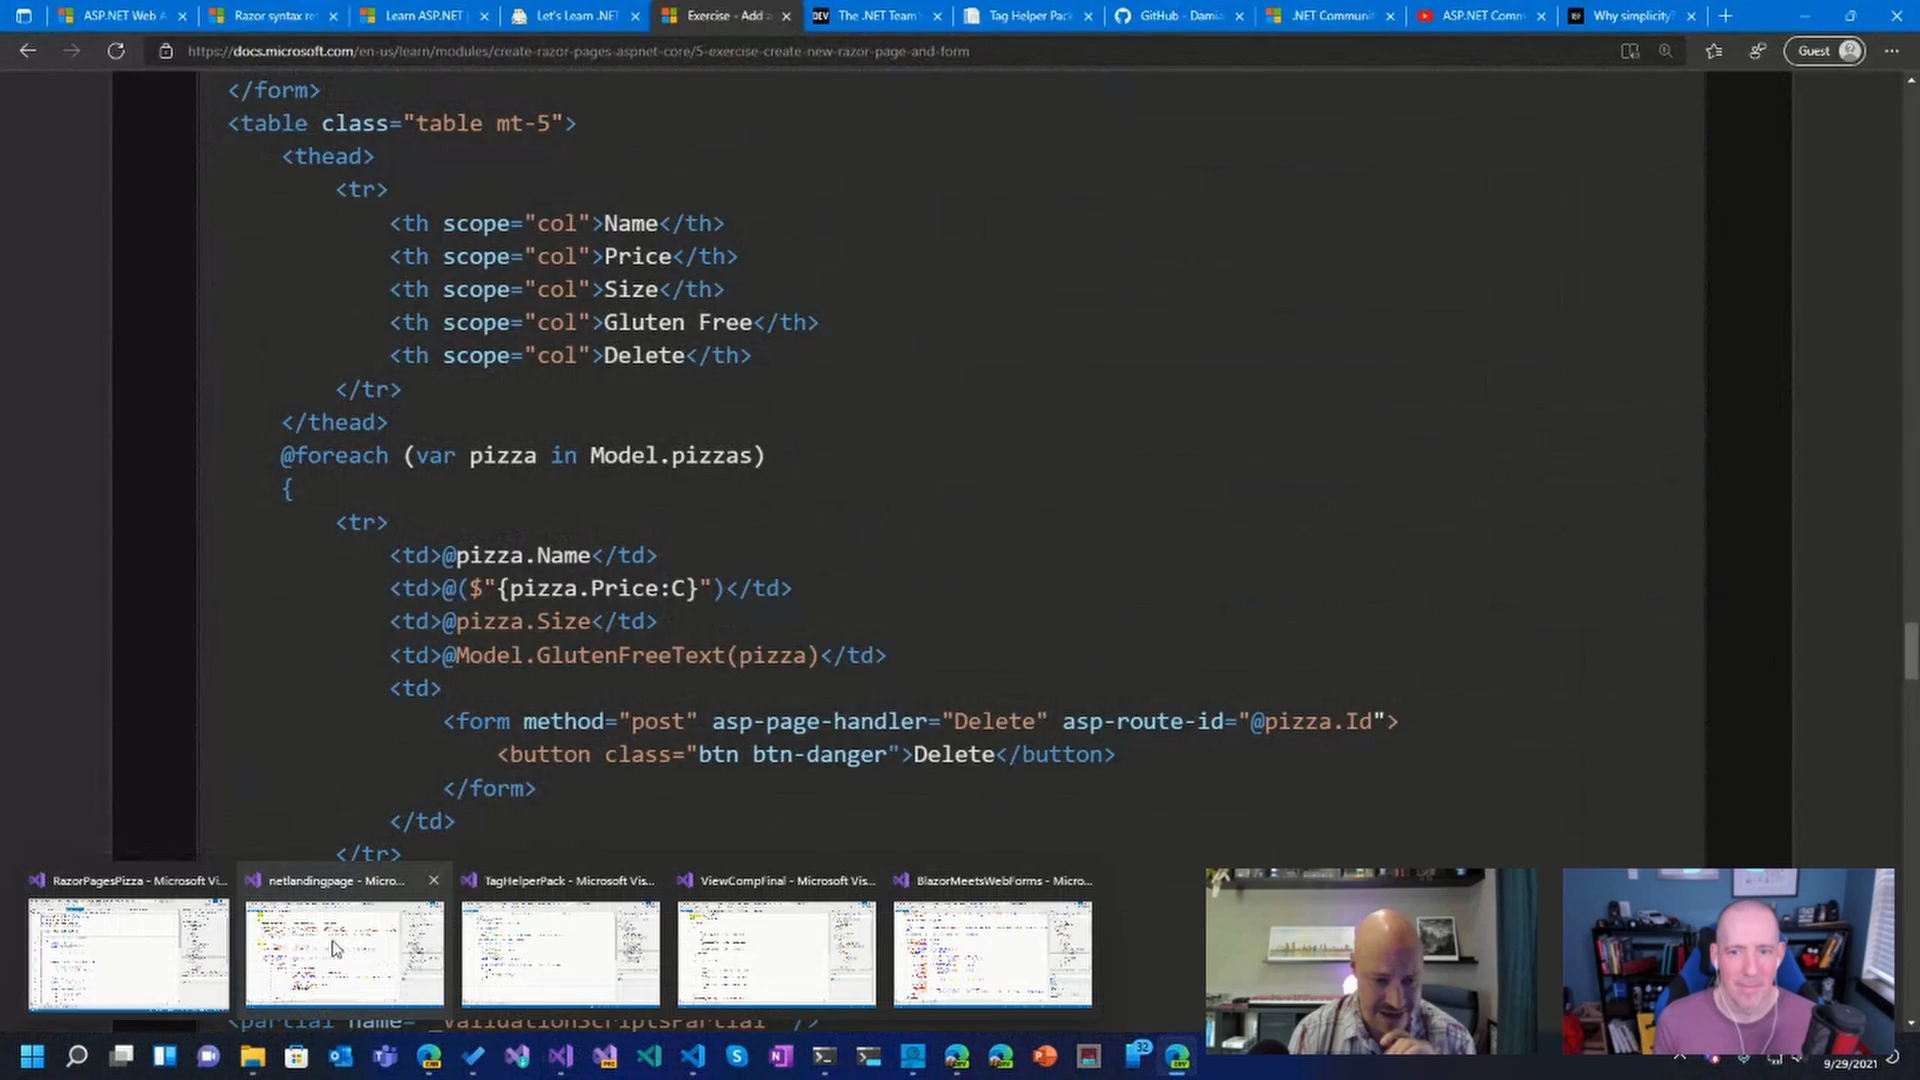 ASP.NET Web A
Razor syntax re
Learn ASP.NET
Let's Learn .NET
Exercise - Add a
The .NET Team'
Tag Helper Pac
GitHub - Damia
.NET Communi
ASP.NET Comm
Why simplicity?
https://docs.microsoft.com/en-us/learn/modules/create-razor-pages-aspnet-core/5-exercise-create-new-razor-page-and-form
Guest
</form>
<table class="table mt-5">
<thead>
<tr>
<th scope="col">Name</th>
<th scope="col">Price</th>
<th scope="col">Size</th>
<th scope="col">Gluten Free</th>
<th scope="col">Delete</th>
</tr>
</thead>
@foreach (var pizza in Model.pizzas)
{
<tr>
<td>@pizza.Name</td>
<td>@($"{pizza.Price:C}")</td>
<td>@pizza.Size</td>
<td>@Model.GlutenFreeText(pizza)</td>
<td>
<form method="post" asp-page-handler="Delete" asp-route-id="@pizza.Id">
<button class="btn btn-danger">Delete</button>
</form>
</td>
</tr>
RazorPagesPizza - Microsoft Vi...
netlandingpage - Micro...
TagHelperPack - Microsoft Vis...
ViewCompFinal - Microsoft Vis...
BlazorMeetsWebForms - Micro...
<partial name="_ValidationScriptsPartial" />
32
9/29/2021